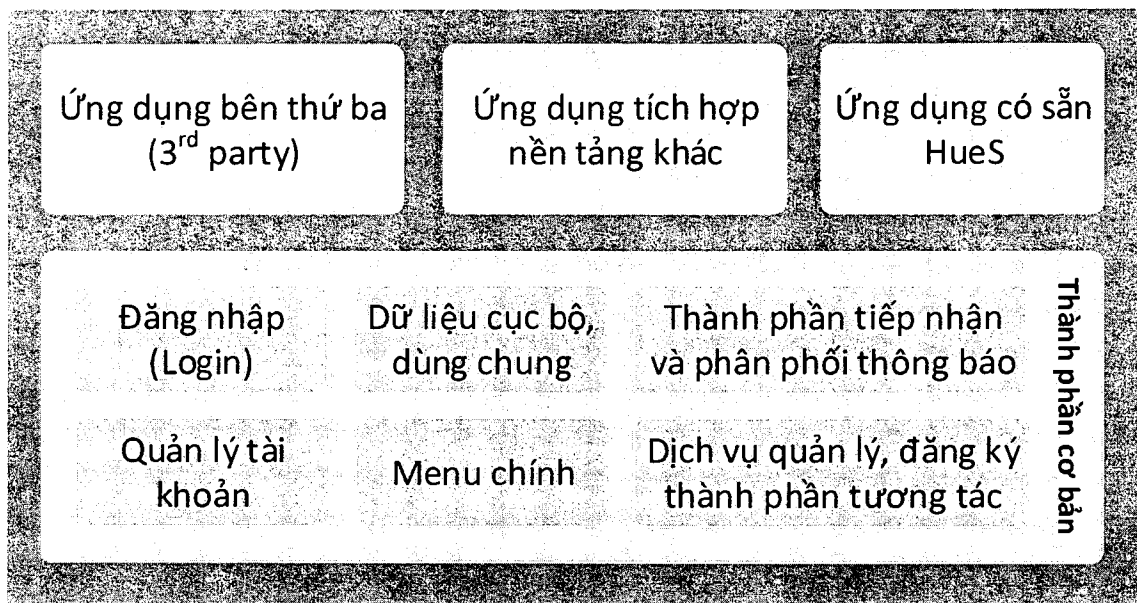 Ứng dụng bên thứ ba
(3rd party)
Ứng dụng tích hợp
nền tảng khác
Ứng dụng có sẵn
HueS
Đăng nhập
(Login)
Dữ liệu cục bộ,
dùng chung
Thành phần tiếp nhận
và phân phối thông báo
Quản lý tài
khoản
Menu chính
Dịch vụ quản lý, đăng ký
thành phần tương tác
Thành phần cơ bản